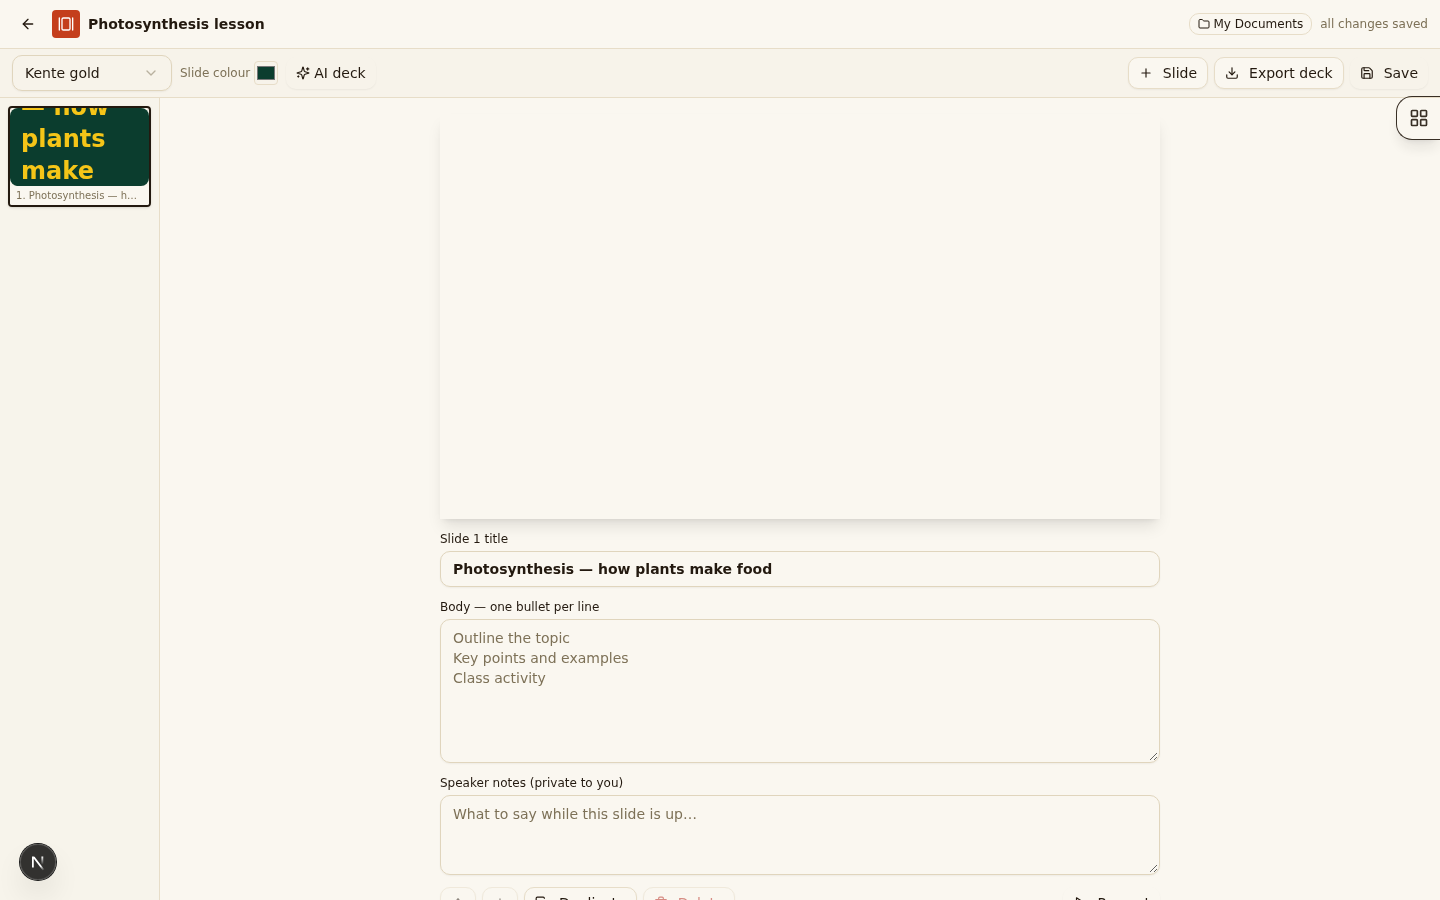 Photosynthesis lesson
My Documents
all changes saved
Kente gold
Slide colour
AI deck
Slide
Export deck
Save
— how
plants
make
1. Photosynthesis — h...
Slide 1 title
Photosynthesis — how plants make food
Body — one bullet per line
Outline the topic
Key points and examples
Class activity
Speaker notes (private to you)
What to say while this slide is up...
N